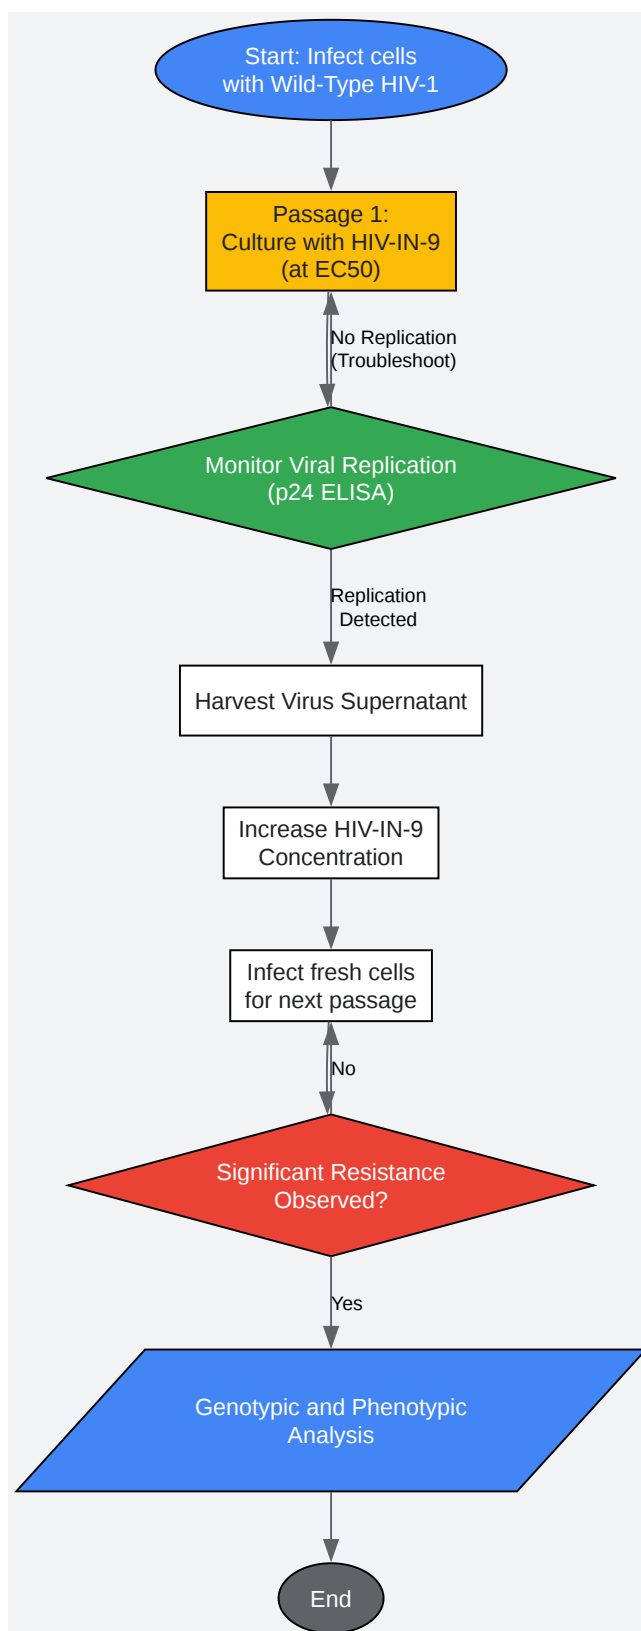 Start: Infect cells
with Wild-Type HIV-1
Passage 1:
Culture with HIV-IN-9
(at EC50)
No Replication
(Troubleshoot)
Monitor Viral Replication
(p24 ELISA)
Replication
Detected
Harvest Virus Supernatant
Increase HIV-IN-9
Concentration
Infect fresh cells
for next passage
No
Significant Resistance
Observed?
Yes
Genotypic and Phenotypic
Analysis
End